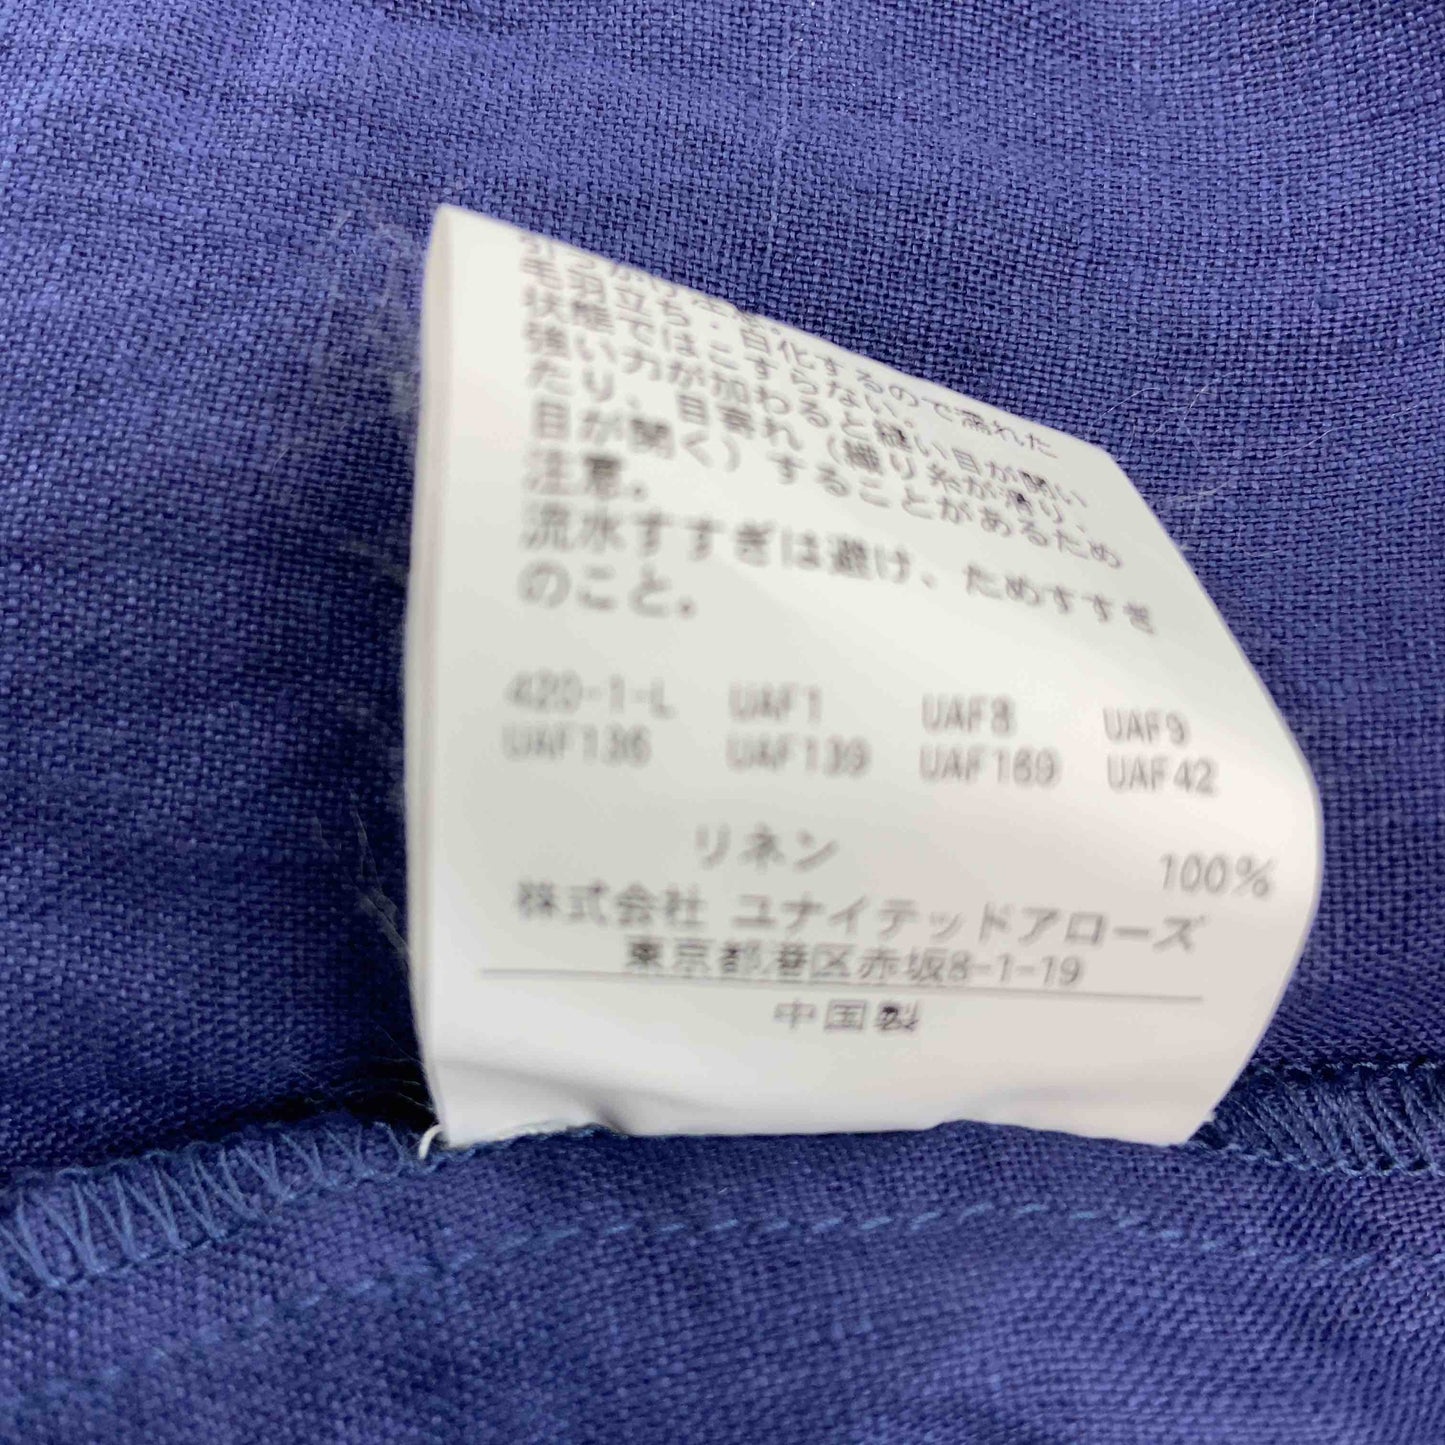 引っかけ注意。
毛羽立ち・白化するので濡れた
状態ではこすらない。
強い力が加わると縫い目が開い
たり、目寄れ（織り糸が滑り、
目が開く）することがあるため
注意。
流水すすぎは避け、ためすすぎ
のこと。
420-1-L UAF1 UAF8 UAF9
UAF136 UAF139 UAF169 UAF42
リネン 100%
株式会社 ユナイテッドアローズ
東京都港区赤坂8-1-19
中国製